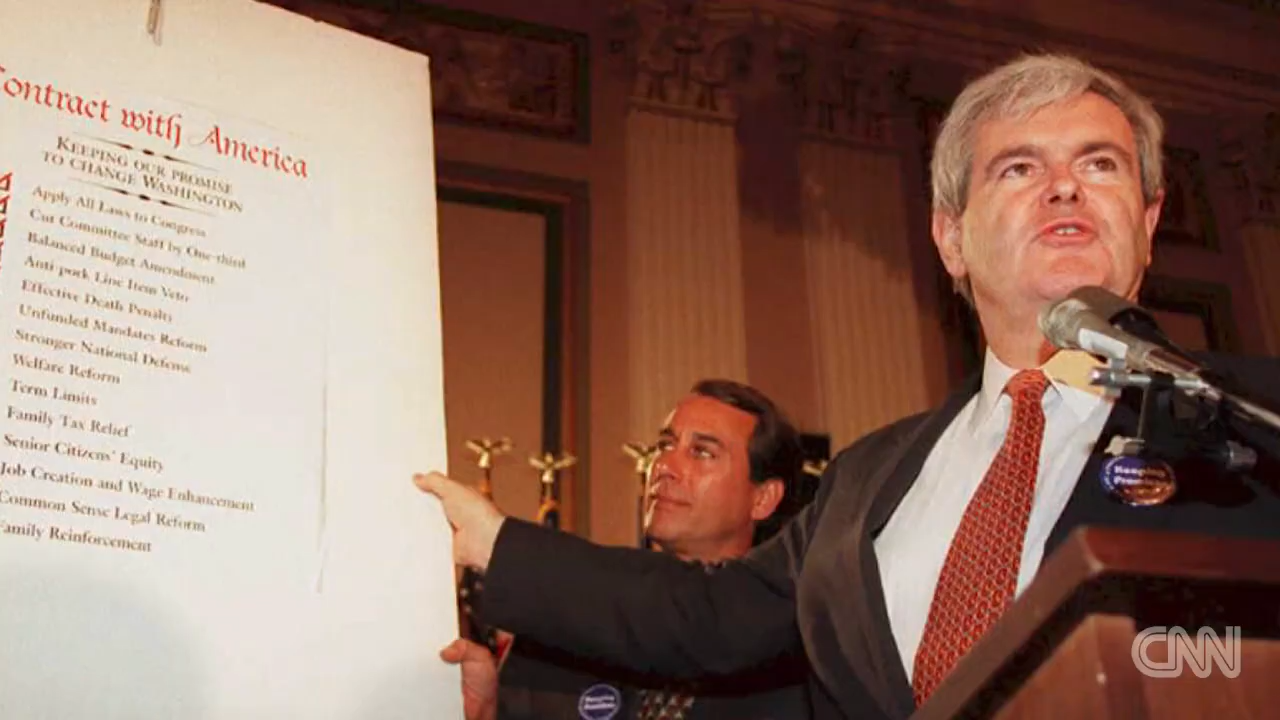 Contract with America
KEEPING OUR PROMISE
TO CHANGE WASHINGTON
Apply All Laws to Congress
Cut Committee Staff by One-third
Balanced Budget Amendment
Anti-pork Line Item Veto
Effective Death Penalty
Unfunded Mandates Reform
Stronger National Defense
Welfare Reform
Term Limits
Family Tax Relief
Senior Citizens' Equity
Job Creation and Wage Enhancement
Common Sense Legal Reform
Family Reinforcement
Keeping
CNN